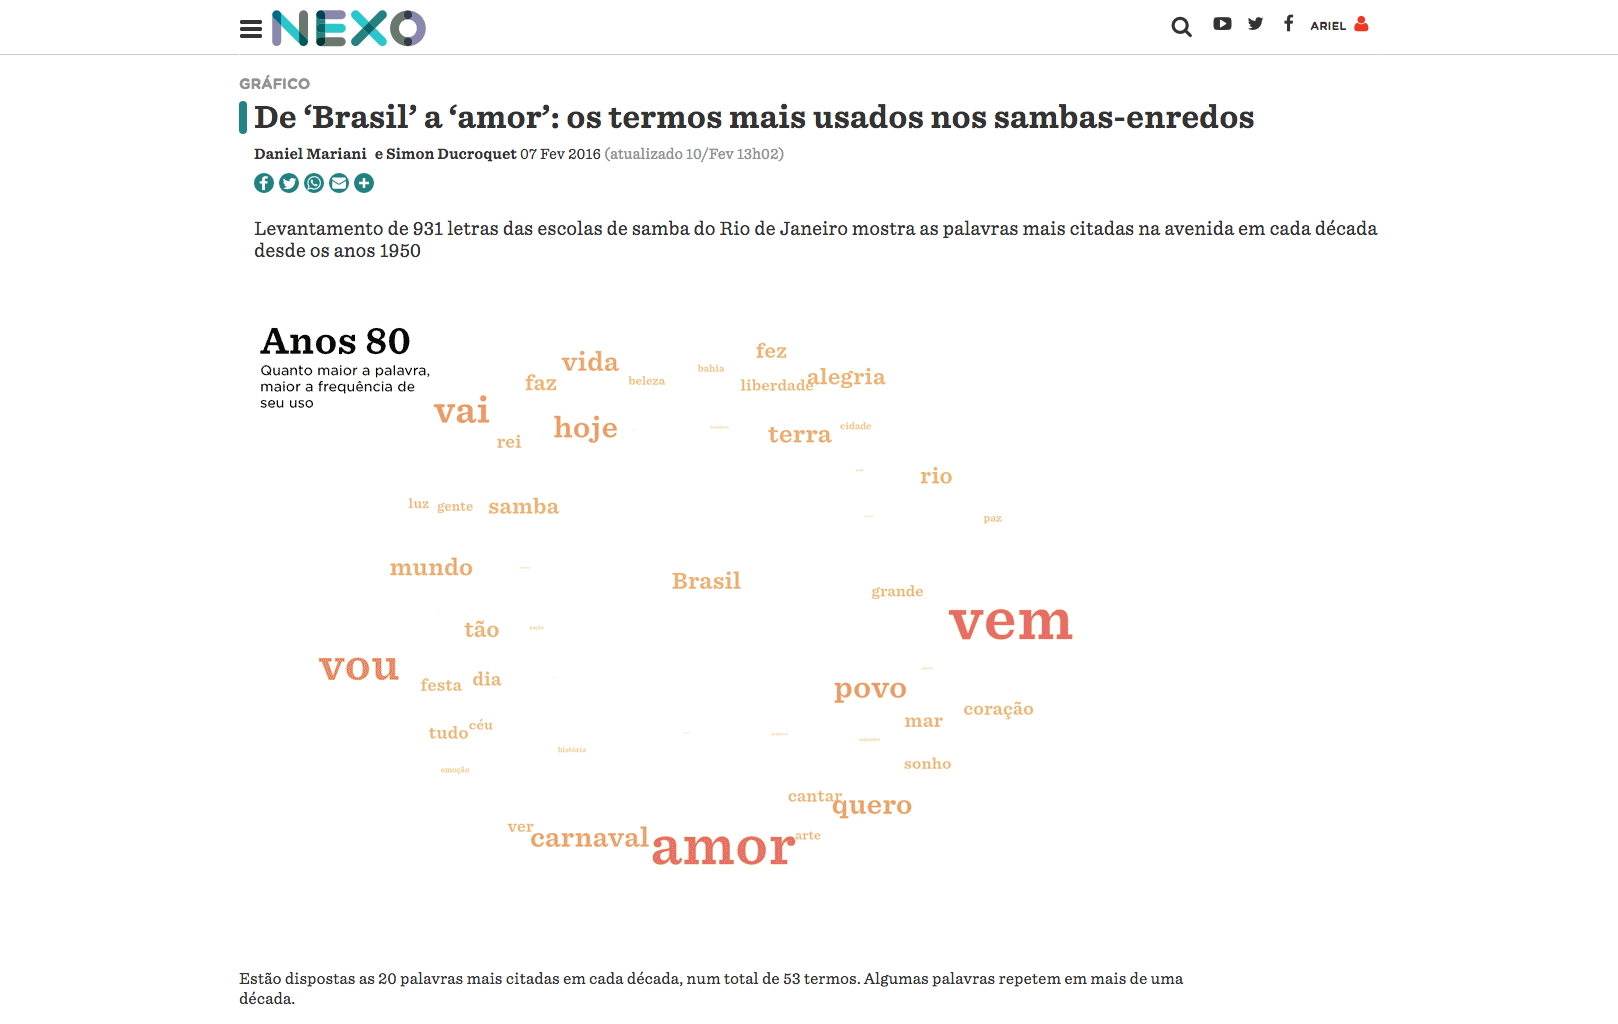 NEXO
ARIEL
GRÁFICO
De ‘Brasil’ a ‘amor’: os termos mais usados nos sambas-enredos
Daniel Mariani e Simon Ducroquet 07 Fev 2016 (atualizado 10/Fev 13h02)
Levantamento de 931 letras das escolas de samba do Rio de Janeiro mostra as palavras mais citadas na avenida em cada década
desde os anos 1950
Anos 80
Quanto maior a palavra,
maior a frequência de
seu uso
fez
vida
bahia
alegria
beleza
faz
liberdade
vai
cidade
hoje
terra
rei
rio
luz
gente
samba
paz
mundo
Brasil
grande
vem
tão
vou
dia
festa
povo
coração
mar
céu
tudo
história
sonho
emoção
cantar
quero
ver
carnaval
amor
arte
Estão dispostas as 20 palavras mais citadas em cada década, num total de 53 termos. Algumas palavras repetem em mais de uma
década.